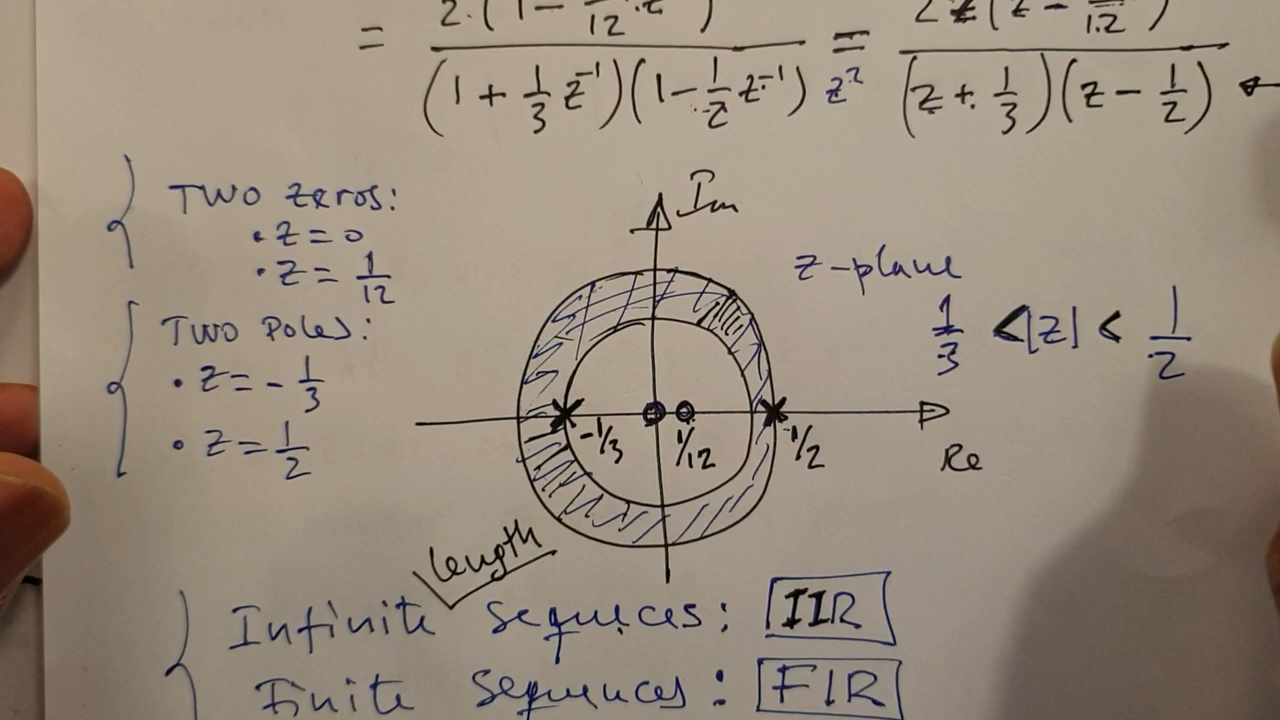 = 2·(1 - 1/12 z⁻¹) / (1 + 1/3 z⁻¹)(1 - 1/2 z⁻¹) z² = 2z(z - 1/12) / (z + 1/3)(z - 1/2) ←
Two zeros:
• z = 0
• z = 1/12
Two Poles:
• z = - 1/3
• z = 1/2
Im
z-plane
1/3 < |z| < 1/2
-1/3 1/12 1/2
Re
length
Infinite sequences: IIR
Finite sequences: FIR